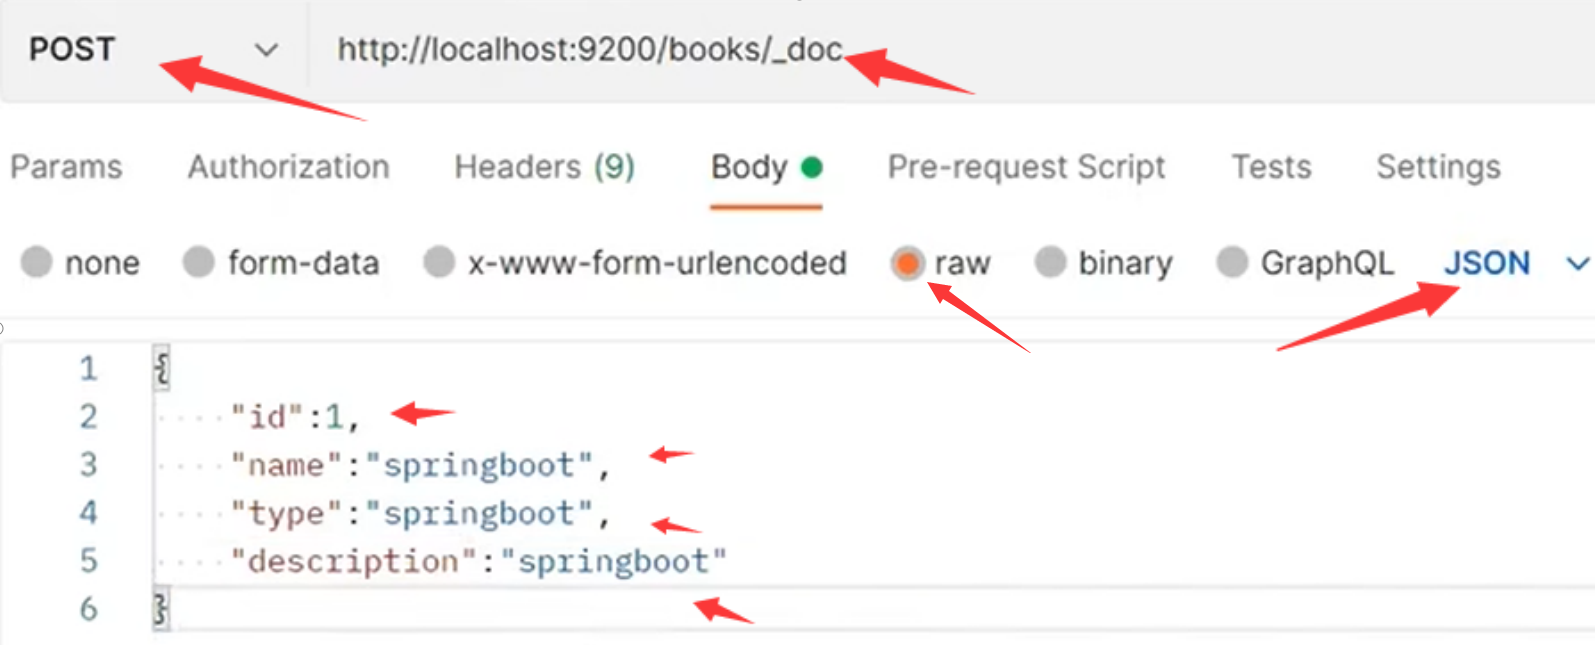 POST http://localhost:9200/books/_doc
Params Authorization Headers (9) Body Pre-request Script Tests Settings
none form-data x-www-form-urlencoded raw binary GraphQL JSON
1 {
2 "id":1,
3 "name":"springboot",
4 "type":"springboot",
5 "description":"springboot"
6 }